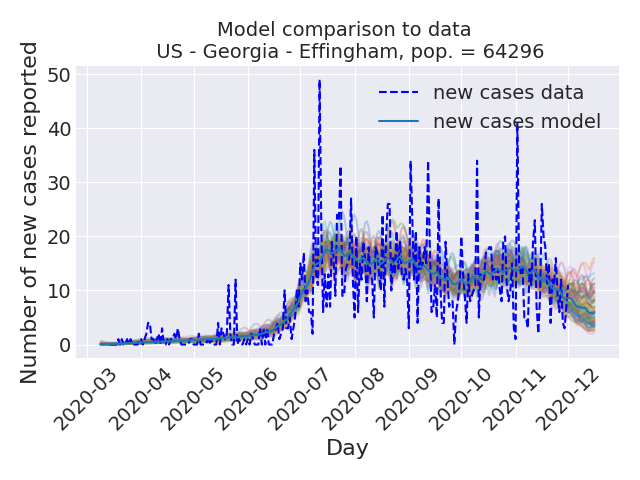 Model comparison to data
US - Georgia - Effingham, pop. = 64296
Number of new cases reported
50
40
30
20
10
0
new cases data
new cases model
2020-03
2020-04
2020-05
2020-06
2020-07
2020-08
2020-09
2020-10
2020-11
2020-12
Day